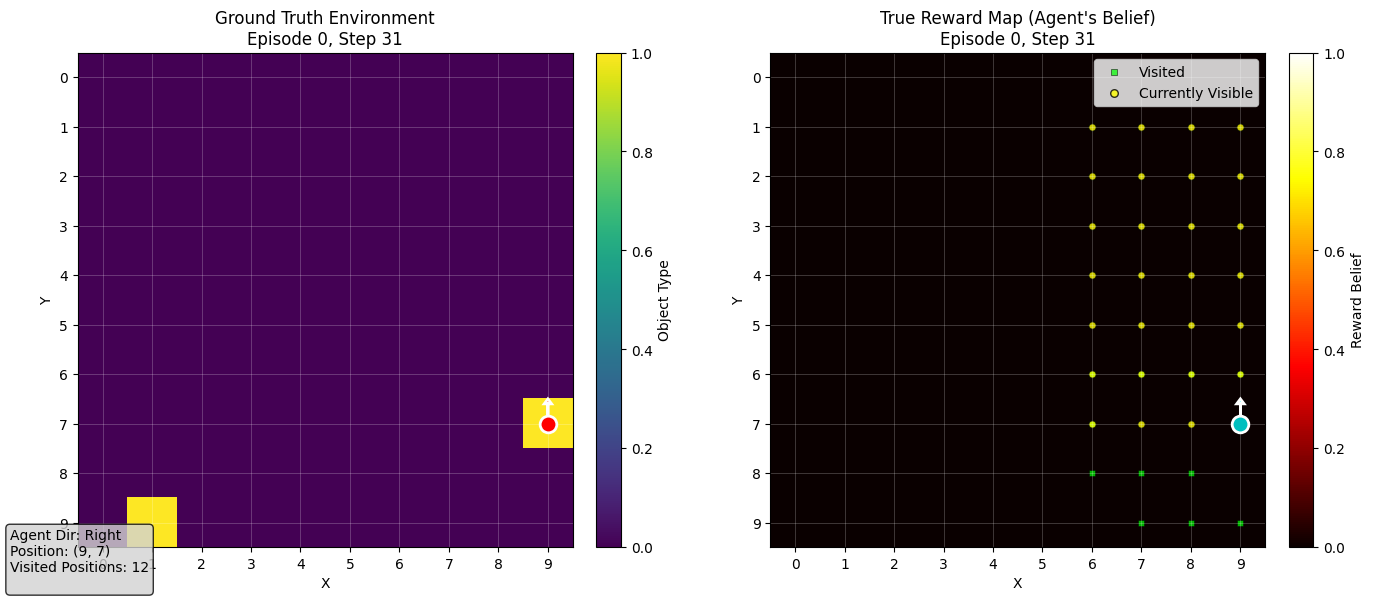 Ground Truth Environment
Episode 0, Step 31
0
1
2
3
4
5
6
7
8
9
Y
0 1 2 3 4 5 6 7 8 9
X
Agent Dir: Right
Position: (9, 7)
Visited Positions: 12
1.0
0.8
0.6
0.4
0.2
0.0
Object Type
True Reward Map (Agent's Belief)
Episode 0, Step 31
Visited
Currently Visible
0
1
2
3
4
5
6
7
8
9
Y
0 1 2 3 4 5 6 7 8 9
X
1.0
0.8
0.6
0.4
0.2
0.0
Reward Belief